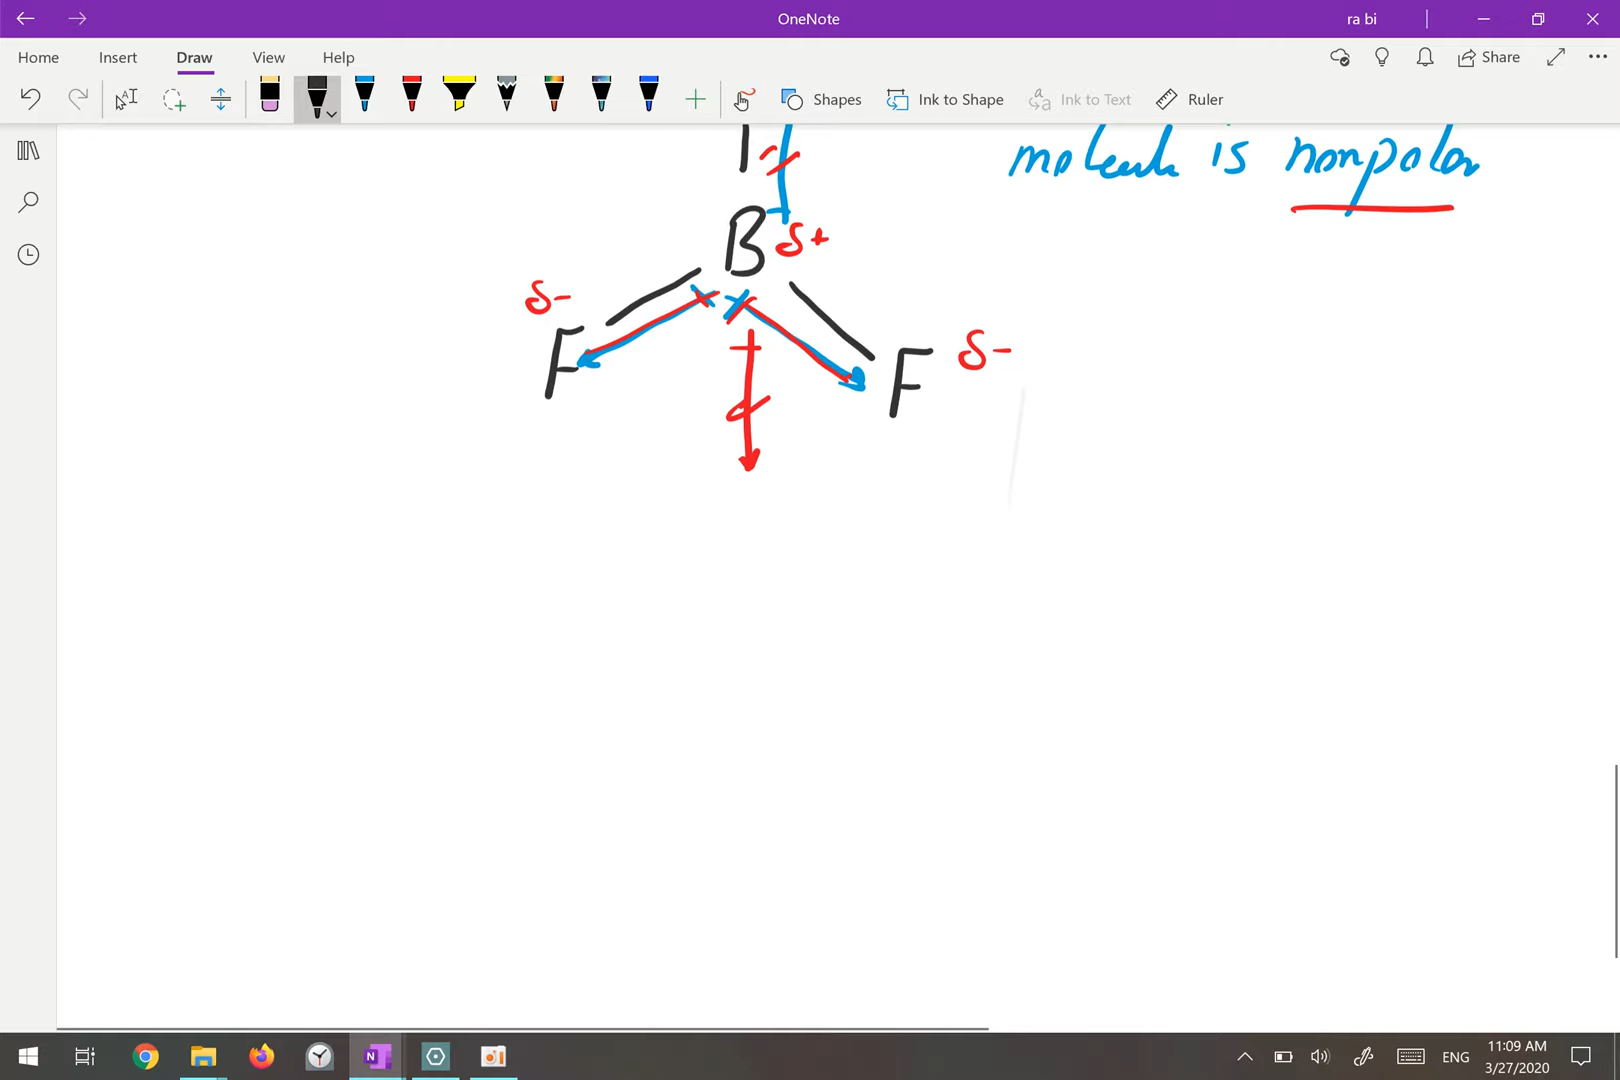 OneNote
ra bi
Home Insert Draw View Help
Share
Shapes
Ink to Shape
Ink to Text
Ruler
molecule is nonpolar
B δ+
δ-
F
F δ-
ENG
11:09 AM
3/27/2020